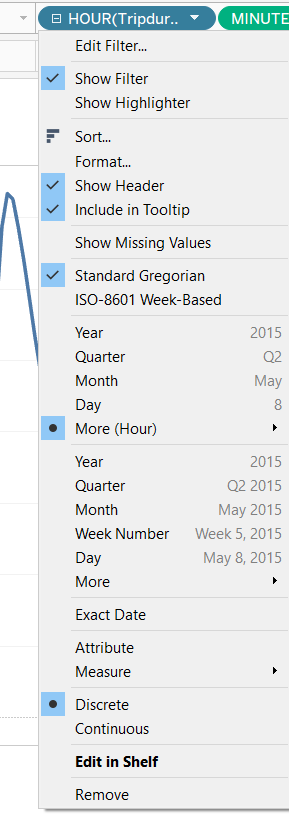 HOUR(Tripdur.. MINUTE
Edit Filter...
Show Filter
Show Highlighter
Sort...
Format...
Show Header
Include in Tooltip
Show Missing Values
Standard Gregorian
ISO-8601 Week-Based
Year 2015
Quarter Q2
Month May
Day 8
More (Hour)
Year 2015
Quarter Q2 2015
Month May 2015
Week Number Week 5, 2015
Day May 8, 2015
More
Exact Date
Attribute
Measure
Discrete
Continuous
Edit in Shelf
Remove